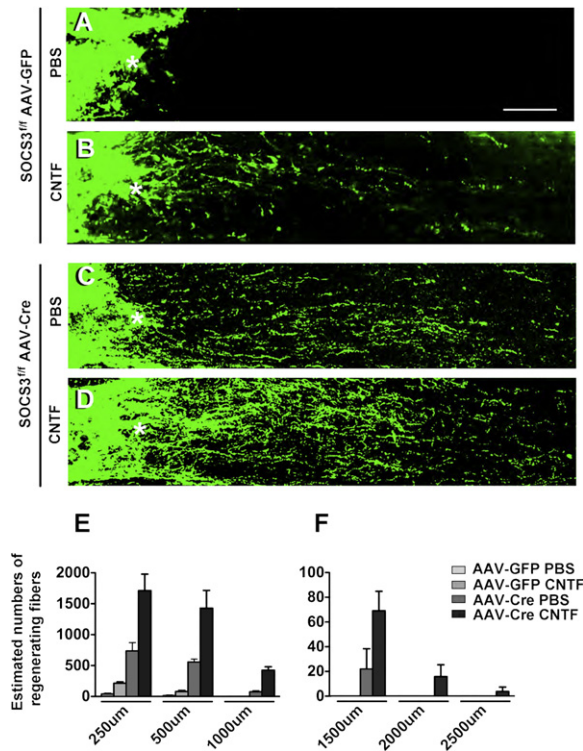 SOCS3f/f AAV-GFP
PBS
A
CNTF
B
SOCS3f/f AAV-Cre
PBS
C
CNTF
D
E
F
Estimated numbers of
regenerating fibers
2000
1500
1000
500
0
250um
500um
1000um
100
80
60
40
20
0
1500um
2000um
2500um
AAV-GFP PBS
AAV-GFP CNTF
AAV-Cre PBS
AAV-Cre CNTF